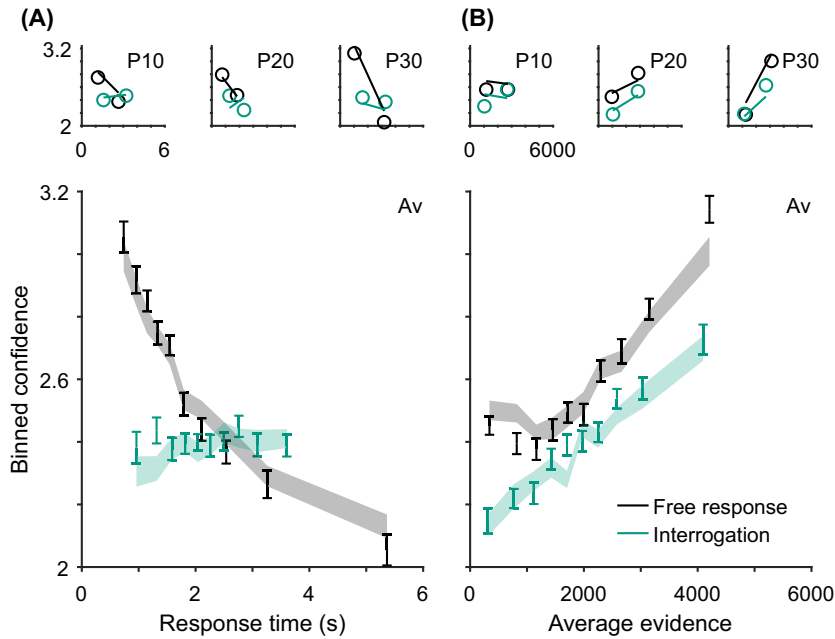 (A)
(B)
3.2
P10
P20
P30
P10
P20
P30
2
0
6
0
6000
3.2
Av
Av
2.6
Binned confidence
Free response
Interrogation
2
0
2
4
6
0
2000
4000
6000
Response time (s)
Average evidence